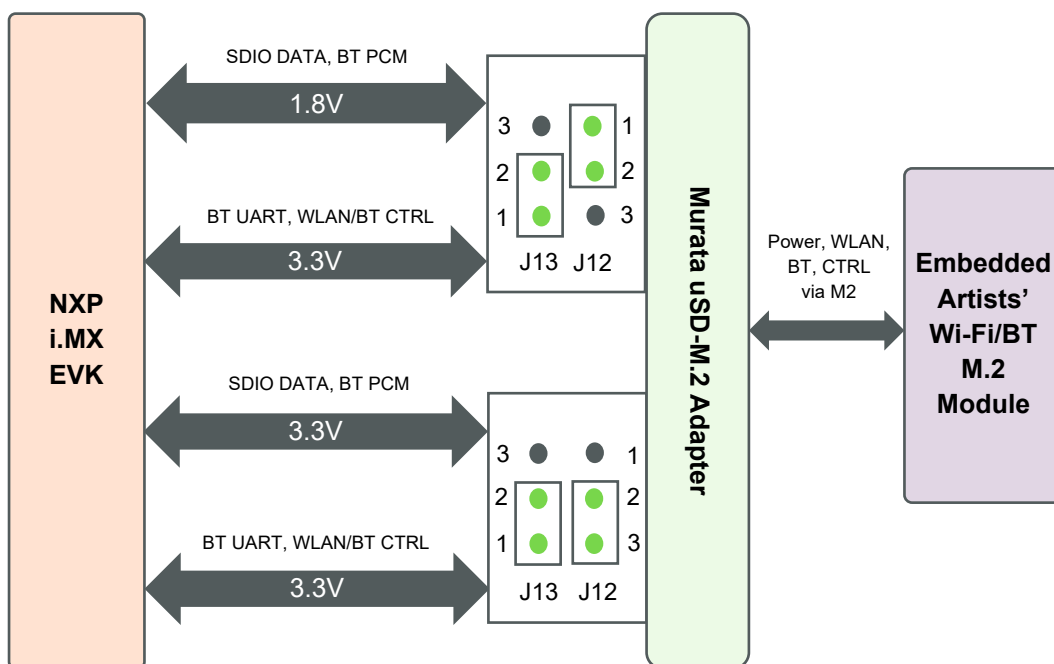 NXP
i.MX
EVK
SDIO DATA, BT PCM
1.8V
BT UART, WLAN/BT CTRL
3.3V
3 1
2 2
1 3
J13 J12
SDIO DATA, BT PCM
3.3V
BT UART, WLAN/BT CTRL
3.3V
3 1
2 2
1 3
J13 J12
Murata uSD-M.2 Adapter
Power, WLAN,
BT, CTRL
via M2
Embedded
Artists’
Wi-Fi/BT
M.2
Module